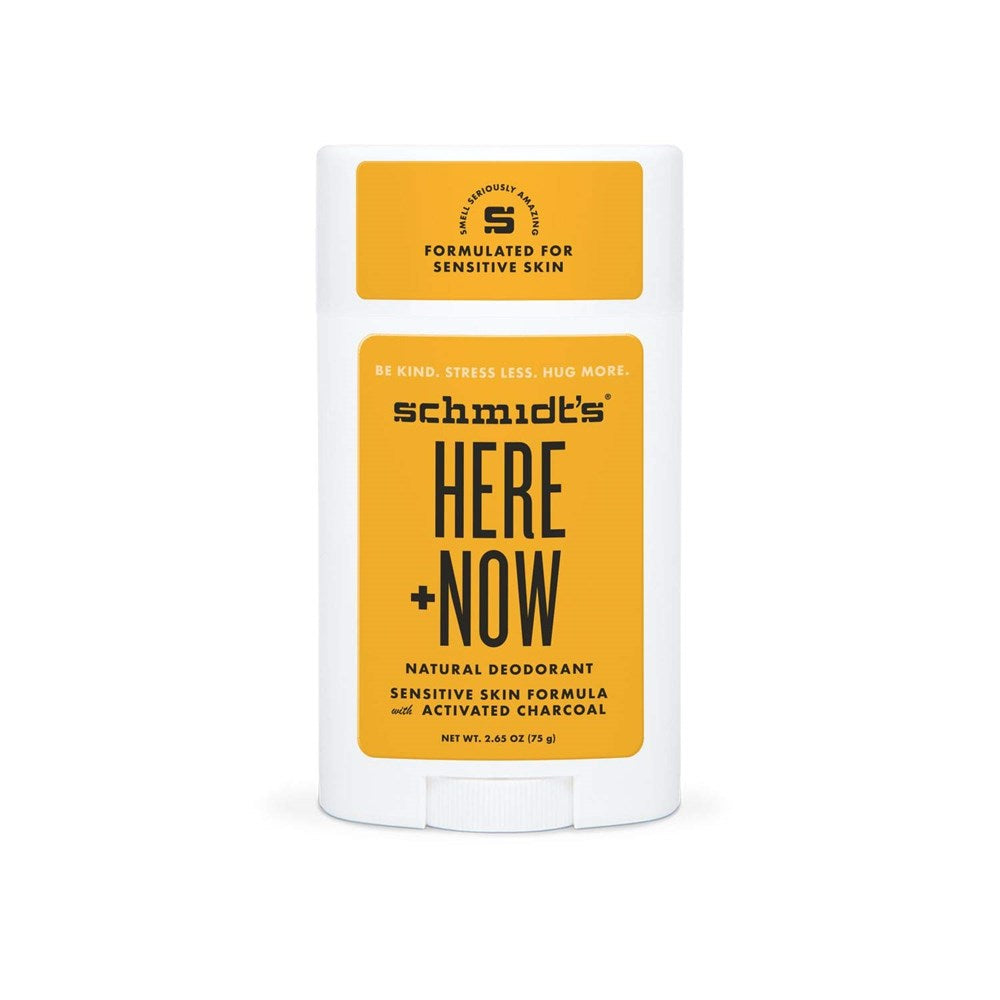 SMELL SERIOUSLY AMAZING
S
FORMULATED FOR
SENSITIVE SKIN
BE KIND. STRESS LESS. HUG MORE.
schmidt's®
HERE
+NOW
NATURAL DEODORANT
SENSITIVE SKIN FORMULA
with ACTIVATED CHARCOAL
NET WT. 2.65 OZ (75 g)